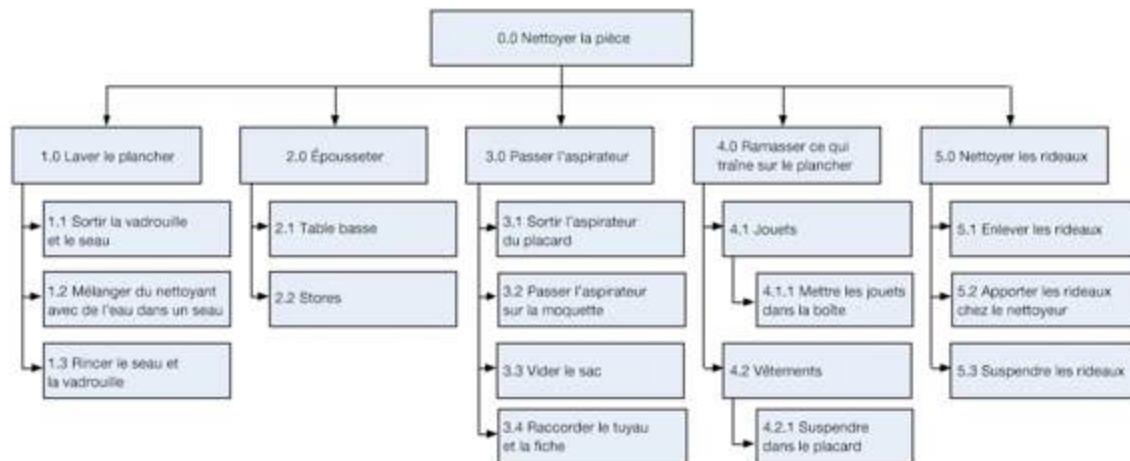 0.0 Nettoyer la pièce
1.0 Laver le plancher
1.1 Sortir la vadrouille
et le seau
1.2 Mélanger du nettoyant
avec de l'eau dans un seau
1.3 Rincer le seau et
la vadrouille
2.0 Épousseter
2.1 Table basse
2.2 Stores
3.0 Passer l'aspirateur
3.1 Sortir l'aspirateur
du placard
3.2 Passer l'aspirateur
sur la moquette
3.3 Vider le sac
3.4 Raccorder le tuyau
et la fiche
4.0 Ramasser ce qui
traîne sur le plancher
4.1 Jouets
4.1.1 Mettre les jouets
dans la boîte
4.2 Vêtements
4.2.1 Suspendre
dans le placard
5.0 Nettoyer les rideaux
5.1 Enlever les rideaux
5.2 Apporter les rideaux
chez le nettoyeur
5.3 Suspendre les rideaux